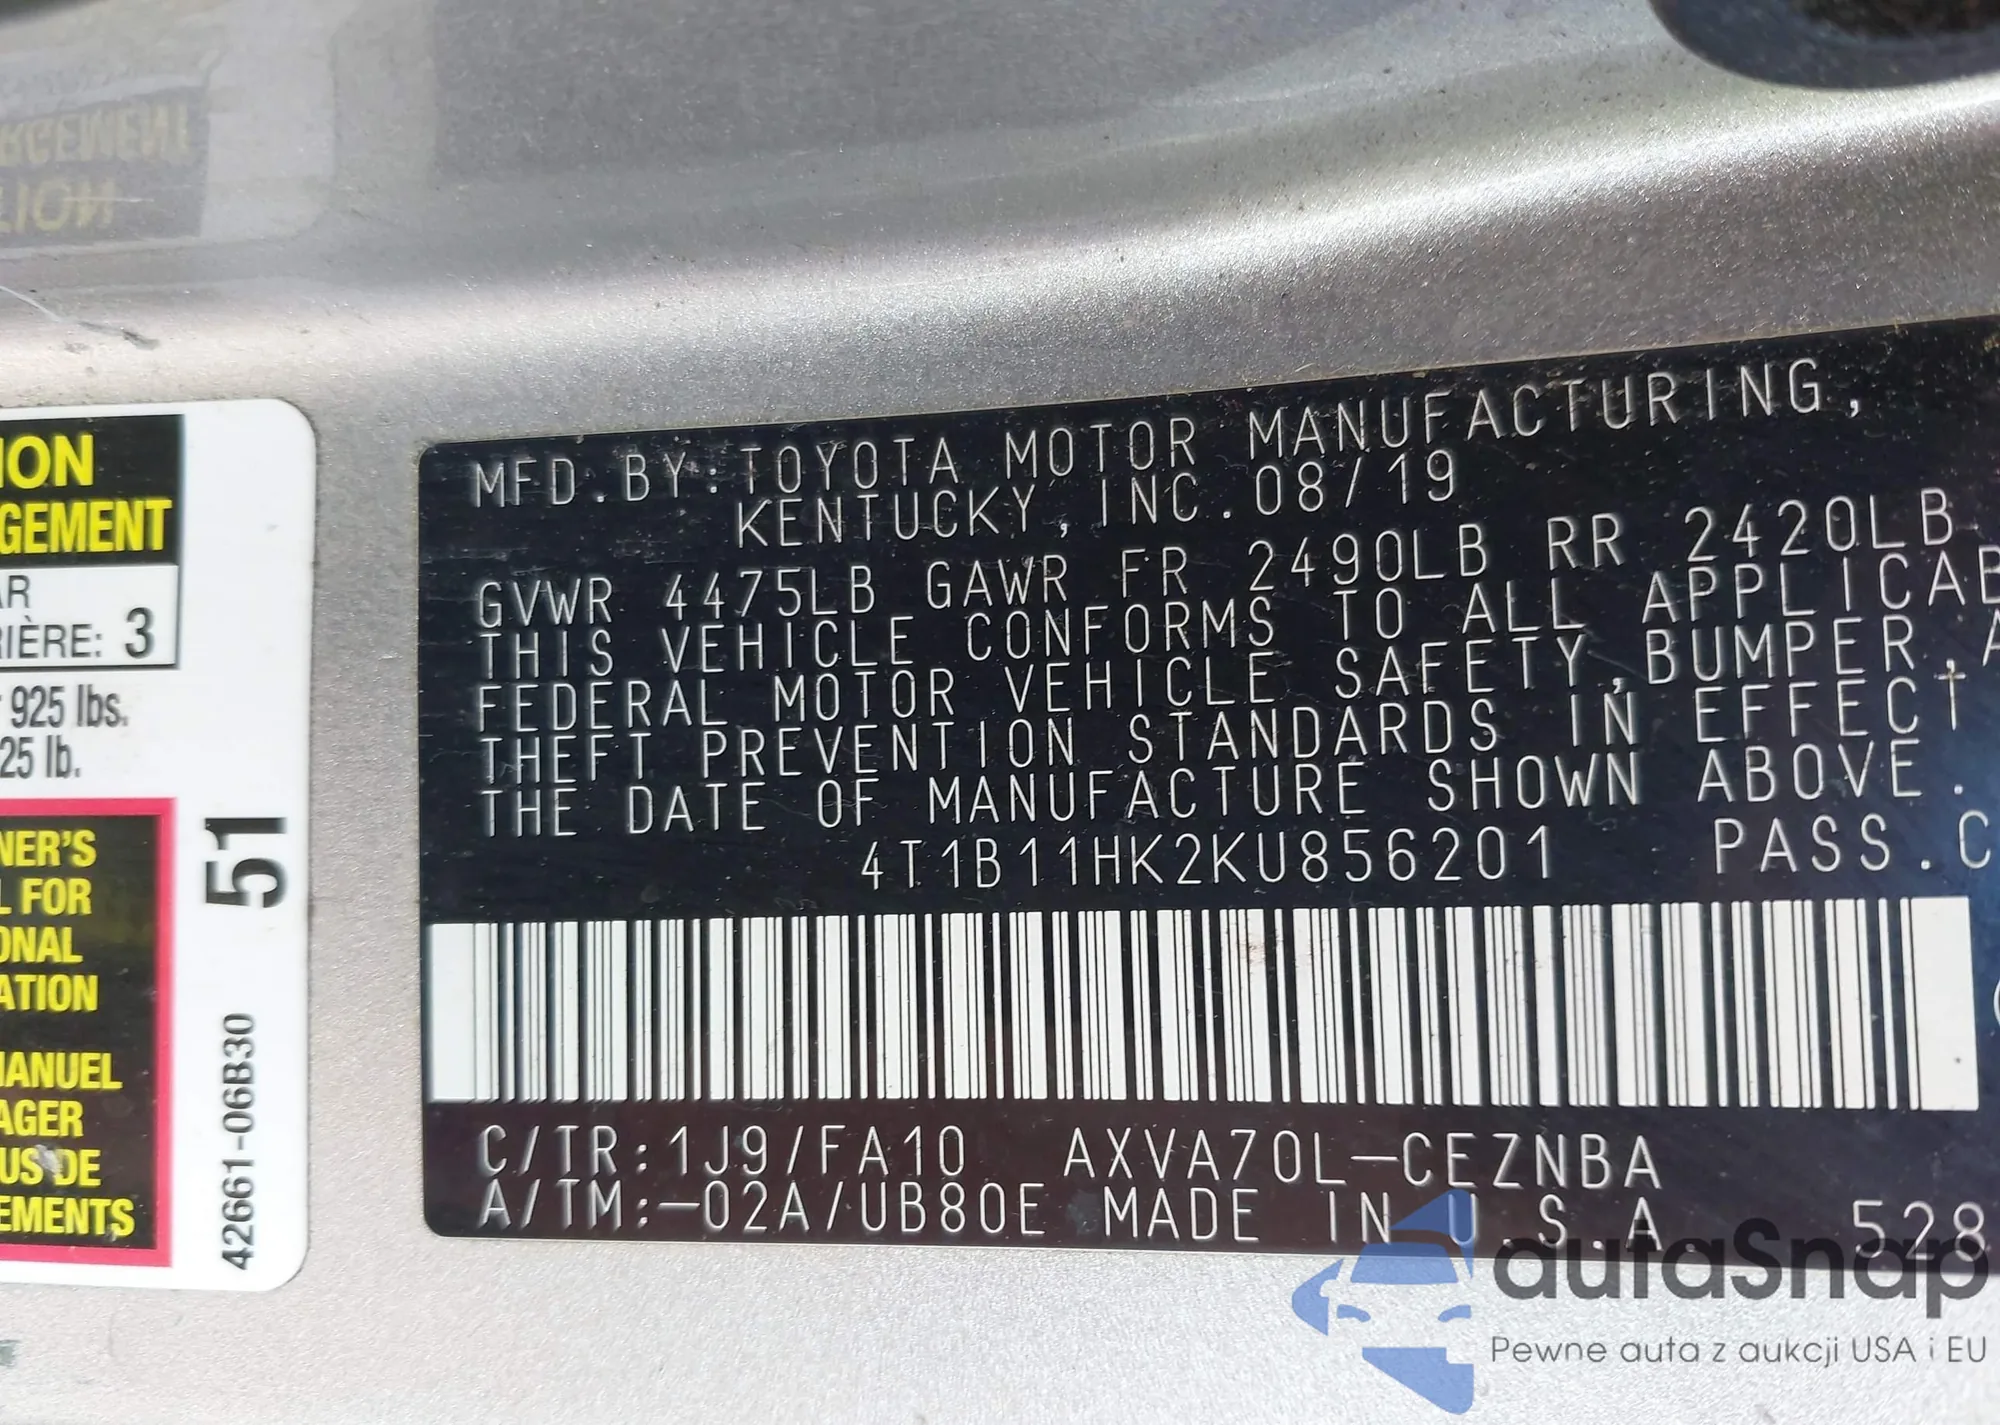 RGEMENT
TION
ION
GEMENT
AR
RIÈRE: 3
925 lbs.
25 lb.
NER'S
L FOR
ONAL
ATION
MANUEL
AGER
US DE
EMENTS
51
42661-06B30
MFD.BY:TOYOTA MOTOR MANUFACTURING,
KENTUCKY,INC.08/19
GVWR 4475LB GAWR FR 2490LB RR 2420LB
THIS VEHICLE CONFORMS TO ALL APPLICAB
FEDERAL MOTOR VEHICLE SAFETY,BUMPER,A
THEFT PREVENTION STANDARDS IN EFFECT
THE DATE OF MANUFACTURE SHOWN ABOVE.
4T1B11HK2KU856201 PASS.C
C/TR:1J9/FA10 AXVA70L-CEZNBA
A/TM:-02A/UB80E MADE IN U.S.A. 528
autaSnap
Pewne auta z aukcji USA i EU